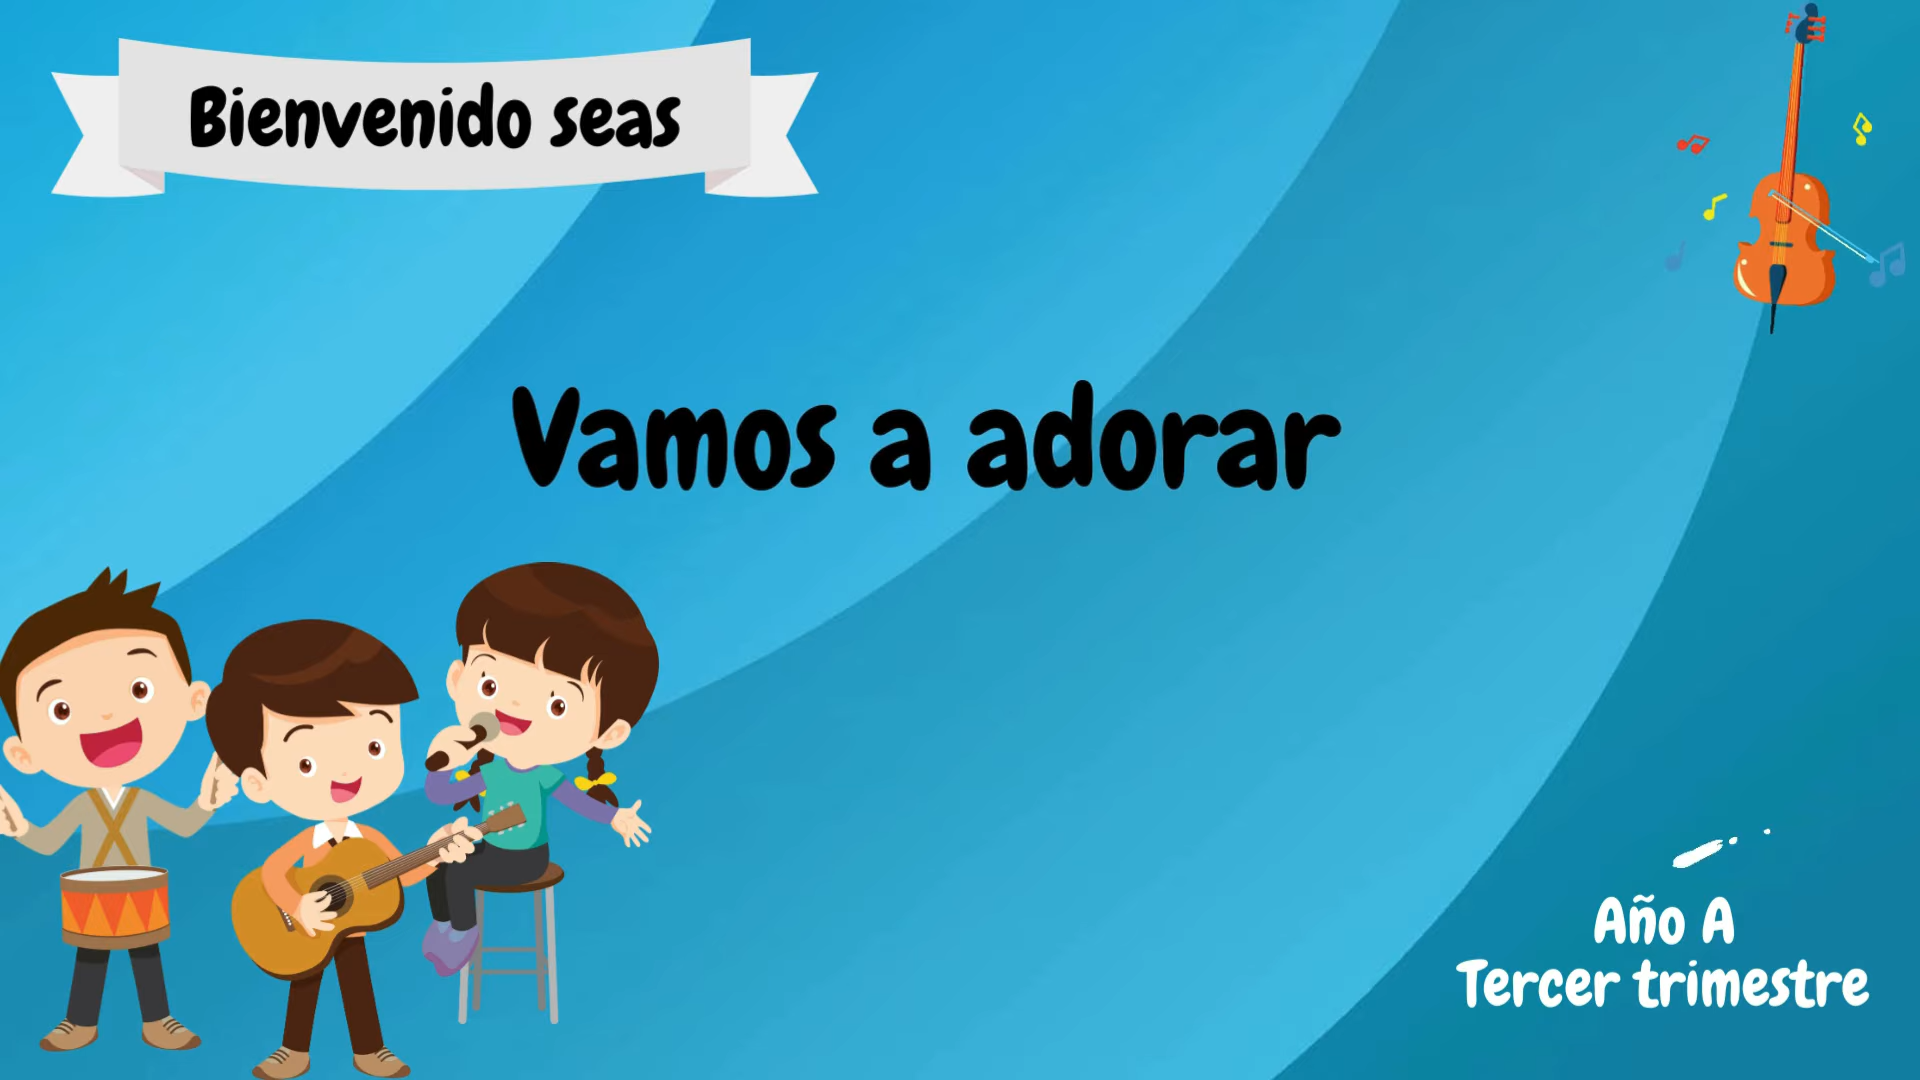 Bienvenido seas
Vamos a adorar
Año A
Tercer trimestre